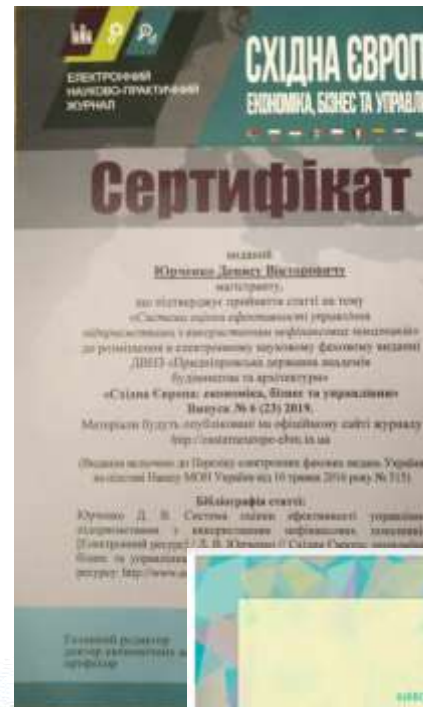 ЕЛЕКТРОННИЙ
НАУКОВО-ПРАКТИЧНИЙ
ЖУРНАЛ
СХІДНА ЄВРОП
ЕКОНОМІКА, БІЗНЕС ТА УПРАВЛІ
Сертифікат
виданий
Юрченко Денису Вікторовичу
магістранту,
що підтверджує прийняття статті на тему
«Система оцінки ефективності управління
підприємствами з використанням нефінансових показників»
до розміщення в електронному науковому фаховому виданні
ДВНЗ «Придніпровська державна академія
будівництва та архітектури»
«Східна Європа: економіка, бізнес та управління»
Випуск № 6 (23) 2019.
Матеріали будуть опубліковані на офіційному сайті журналу
http://easterneurope-ebm.in.ua
(Видання включено до Переліку електронних фахових видань України
на підставі Наказу МОН України від 16 травня 2016 року № 515)
Бібліографія статті:
Юрченко Д. В. Система оцінки ефективності управління
підприємствами з використанням нефінансових показників
[Електронний ресурс] / Д. В. Юрченко // Східна Європа: економіка,
бізнес та управління
ресурсу: http://www.
Головний редактор
доктор економічних
професор